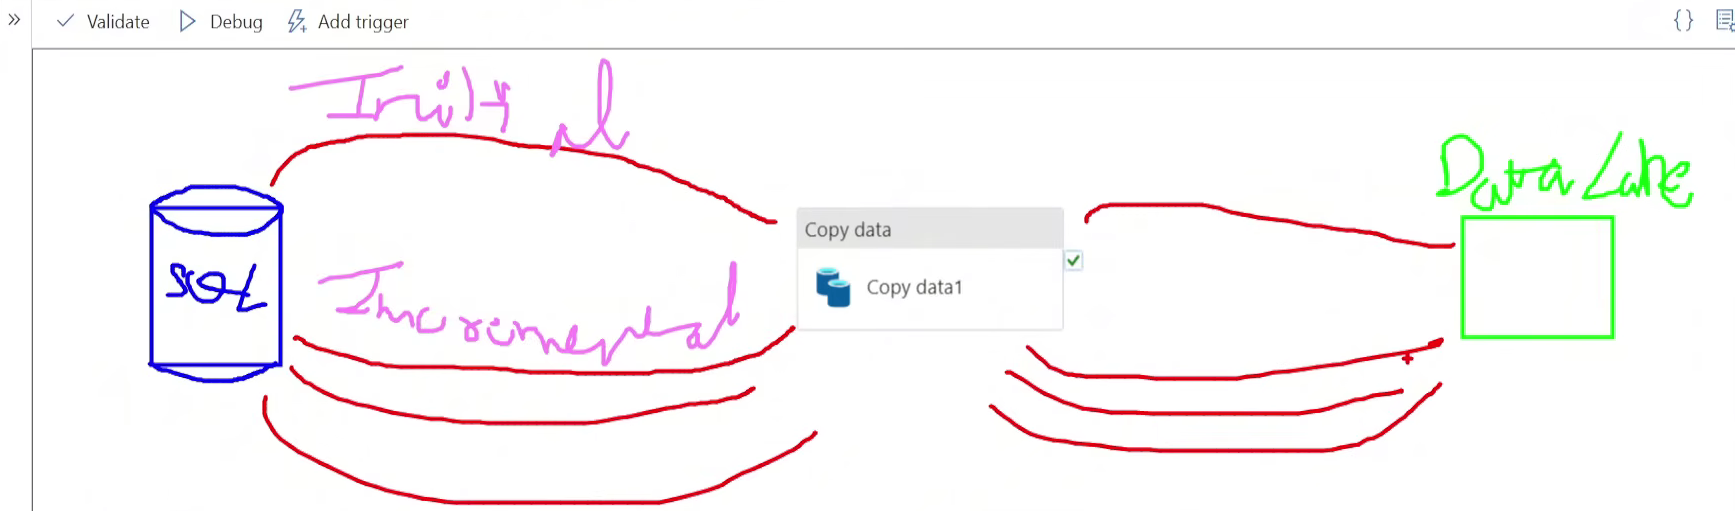 Validate Debug Add trigger
Initial
Data Lake
Copy data
SQL
Copy data1
Incremental